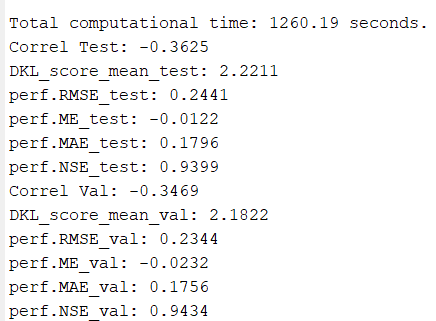 Total computational time: 1260.19 seconds.
Correl Test: -0.3625
DKL_score_mean_test: 2.2211
perf.RMSE_test: 0.2441
perf.ME_test: -0.0122
perf.MAE_test: 0.1796
perf.NSE_test: 0.9399
Correl Val: -0.3469
DKL_score_mean_val: 2.1822
perf.RMSE_val: 0.2344
perf.ME_val: -0.0232
perf.MAE_val: 0.1756
perf.NSE_val: 0.9434